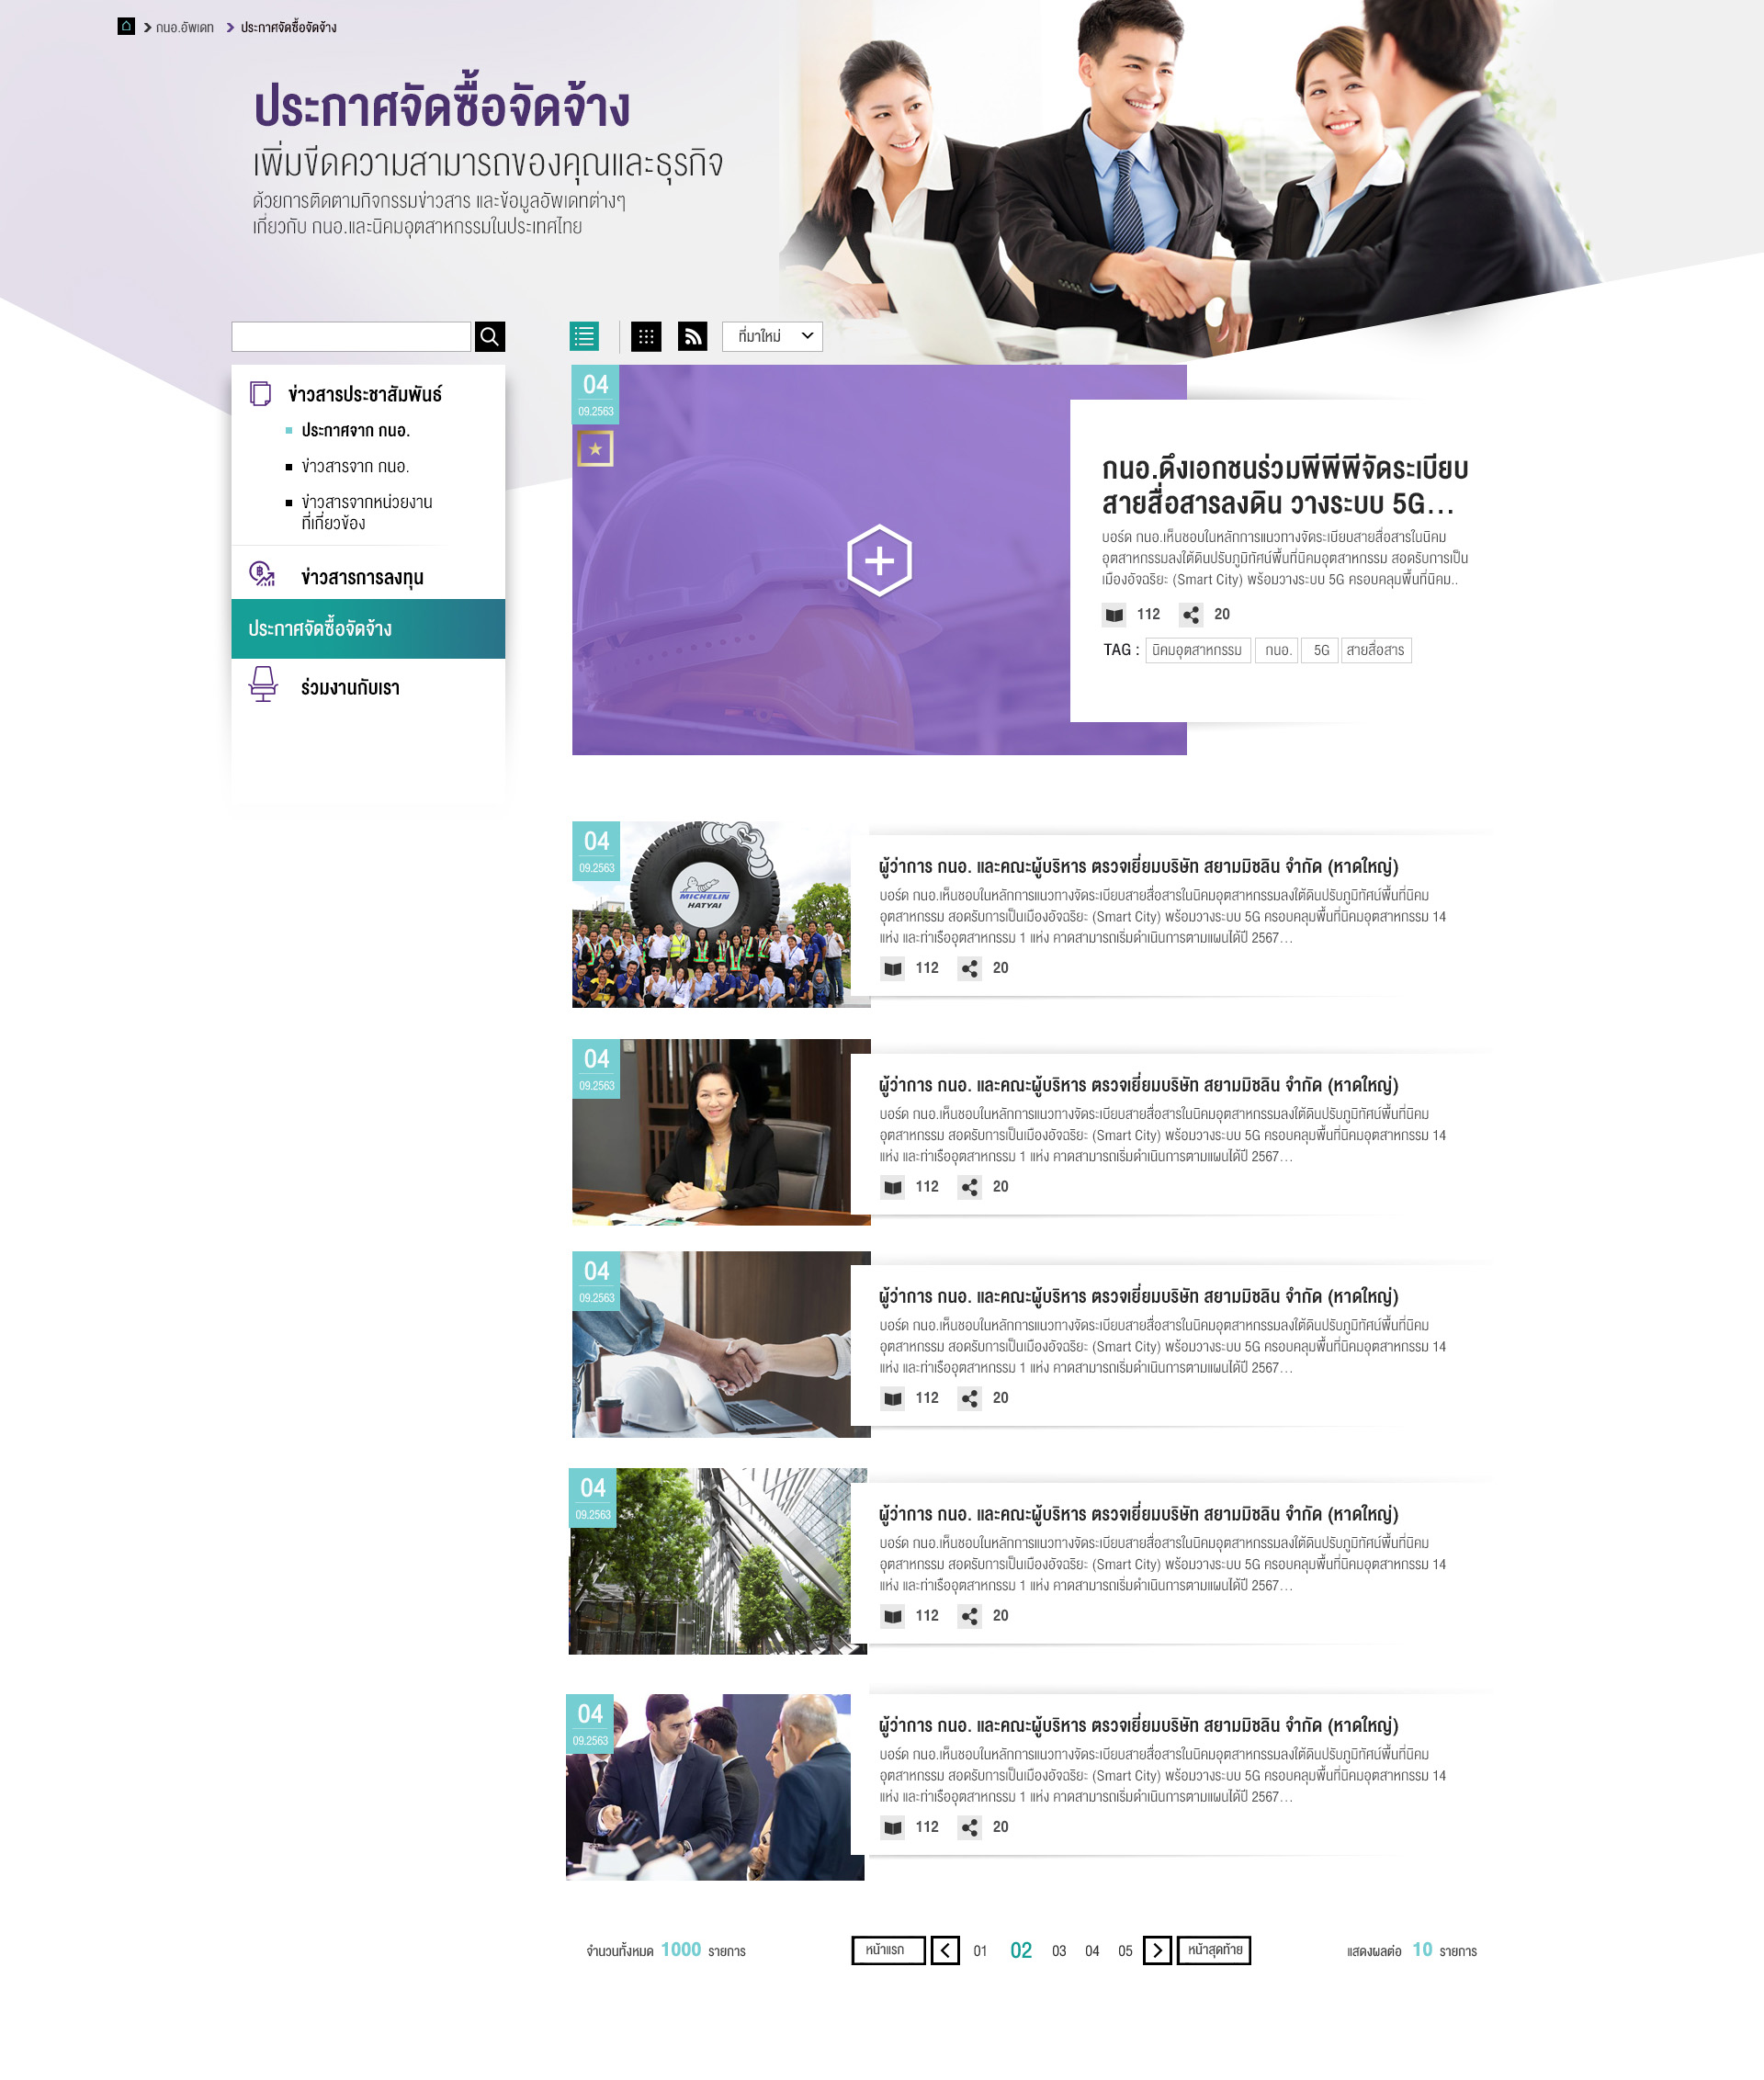 กนอ.อัพเดท ประกาศจัดซื้อจัดจ้าง
ประกาศจัดซื้อจัดจ้าง
เพิ่มขีดความสามารถของคุณและธุรกิจ
ด้วยการติดตามกิจกรรมข่าวสาร และข้อมูลอัพเดทต่างๆ
เกี่ยวกับ กนอ.และนิคมอุตสาหกรรมในประเทศไทย
ที่มาใหม่
ข่าวสารประชาสัมพันธ์
ประกาศจาก กนอ.
ข่าวสารจาก กนอ.
ข่าวสารจากหน่วยงาน
ที่เกี่ยวข้อง
ข่าวสารการลงทุน
ประกาศจัดซื้อจัดจ้าง
ร่วมงานกับเรา
04
09.2563
กนอ.ดึงเอกชนร่วมพีพีพีจัดระเบียบ
สายสื่อสารลงดิน วางระบบ 5G...
บอร์ด กนอ.เห็นชอบในหลักการแนวทางจัดระเบียบสายสื่อสารในนิคม
อุตสาหกรรมลงใต้ดินปรับภูมิทัศน์พื้นที่นิคมอุตสาหกรรม สอดรับการเป็น
เมืองอัจฉริยะ (Smart City) พร้อมวางระบบ 5G ครอบคลุมพื้นที่นิคม..
112 20
TAG : นิคมอุตสาหกรรม กนอ. 5G สายสื่อสาร
04
09.2563
MICHELIN
HATYAI
ผู้ว่าการ กนอ. และคณะผู้บริหาร ตรวจเยี่ยมบริษัท สยามมิชลิน จำกัด (หาดใหญ่)
บอร์ด กนอ.เห็นชอบในหลักการแนวทางจัดระเบียบสายสื่อสารในนิคมอุตสาหกรรมลงใต้ดินปรับภูมิทัศน์พื้นที่นิคม
อุตสาหกรรม สอดรับการเป็นเมืองอัจฉริยะ (Smart City) พร้อมวางระบบ 5G ครอบคลุมพื้นที่นิคมอุตสาหกรรม 14
แห่ง และท่าเรืออุตสาหกรรม 1 แห่ง คาดสามารถเริ่มดำเนินการตามแผนได้ปี 2567...
112 20
04
09.2563
ผู้ว่าการ กนอ. และคณะผู้บริหาร ตรวจเยี่ยมบริษัท สยามมิชลิน จำกัด (หาดใหญ่)
บอร์ด กนอ.เห็นชอบในหลักการแนวทางจัดระเบียบสายสื่อสารในนิคมอุตสาหกรรมลงใต้ดินปรับภูมิทัศน์พื้นที่นิคม
อุตสาหกรรม สอดรับการเป็นเมืองอัจฉริยะ (Smart City) พร้อมวางระบบ 5G ครอบคลุมพื้นที่นิคมอุตสาหกรรม 14
แห่ง และท่าเรืออุตสาหกรรม 1 แห่ง คาดสามารถเริ่มดำเนินการตามแผนได้ปี 2567...
112 20
04
09.2563
ผู้ว่าการ กนอ. และคณะผู้บริหาร ตรวจเยี่ยมบริษัท สยามมิชลิน จำกัด (หาดใหญ่)
บอร์ด กนอ.เห็นชอบในหลักการแนวทางจัดระเบียบสายสื่อสารในนิคมอุตสาหกรรมลงใต้ดินปรับภูมิทัศน์พื้นที่นิคม
อุตสาหกรรม สอดรับการเป็นเมืองอัจฉริยะ (Smart City) พร้อมวางระบบ 5G ครอบคลุมพื้นที่นิคมอุตสาหกรรม 14
แห่ง และท่าเรืออุตสาหกรรม 1 แห่ง คาดสามารถเริ่มดำเนินการตามแผนได้ปี 2567...
112 20
04
09.2563
ผู้ว่าการ กนอ. และคณะผู้บริหาร ตรวจเยี่ยมบริษัท สยามมิชลิน จำกัด (หาดใหญ่)
บอร์ด กนอ.เห็นชอบในหลักการแนวทางจัดระเบียบสายสื่อสารในนิคมอุตสาหกรรมลงใต้ดินปรับภูมิทัศน์พื้นที่นิคม
อุตสาหกรรม สอดรับการเป็นเมืองอัจฉริยะ (Smart City) พร้อมวางระบบ 5G ครอบคลุมพื้นที่นิคมอุตสาหกรรม 14
แห่ง และท่าเรืออุตสาหกรรม 1 แห่ง คาดสามารถเริ่มดำเนินการตามแผนได้ปี 2567...
112 20
04
09.2563
ผู้ว่าการ กนอ. และคณะผู้บริหาร ตรวจเยี่ยมบริษัท สยามมิชลิน จำกัด (หาดใหญ่)
บอร์ด กนอ.เห็นชอบในหลักการแนวทางจัดระเบียบสายสื่อสารในนิคมอุตสาหกรรมลงใต้ดินปรับภูมิทัศน์พื้นที่นิคม
อุตสาหกรรม สอดรับการเป็นเมืองอัจฉริยะ (Smart City) พร้อมวางระบบ 5G ครอบคลุมพื้นที่นิคมอุตสาหกรรม 14
แห่ง และท่าเรืออุตสาหกรรม 1 แห่ง คาดสามารถเริ่มดำเนินการตามแผนได้ปี 2567...
112 20
จำนวนทั้งหมด 1000 รายการ หน้าแรก 01 02 03 04 05 หน้าสุดท้าย แสดงผลต่อ 10 รายการ